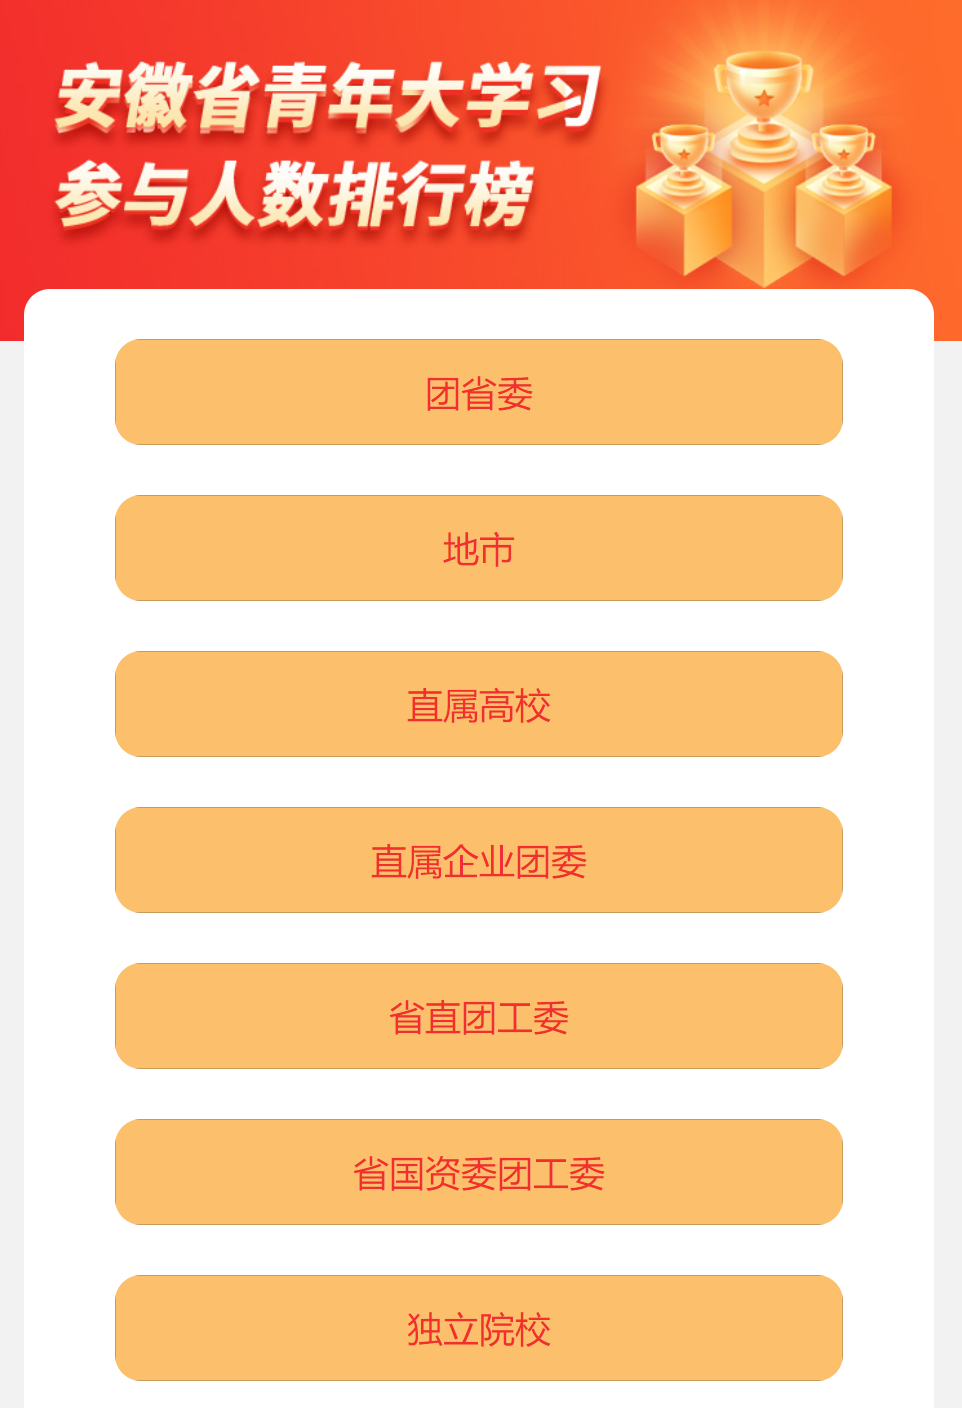 安徽省青年大学习
参与人数排行榜
团省委
地市
直属高校
直属企业团委
省直团工委
省国资委团工委
独立院校